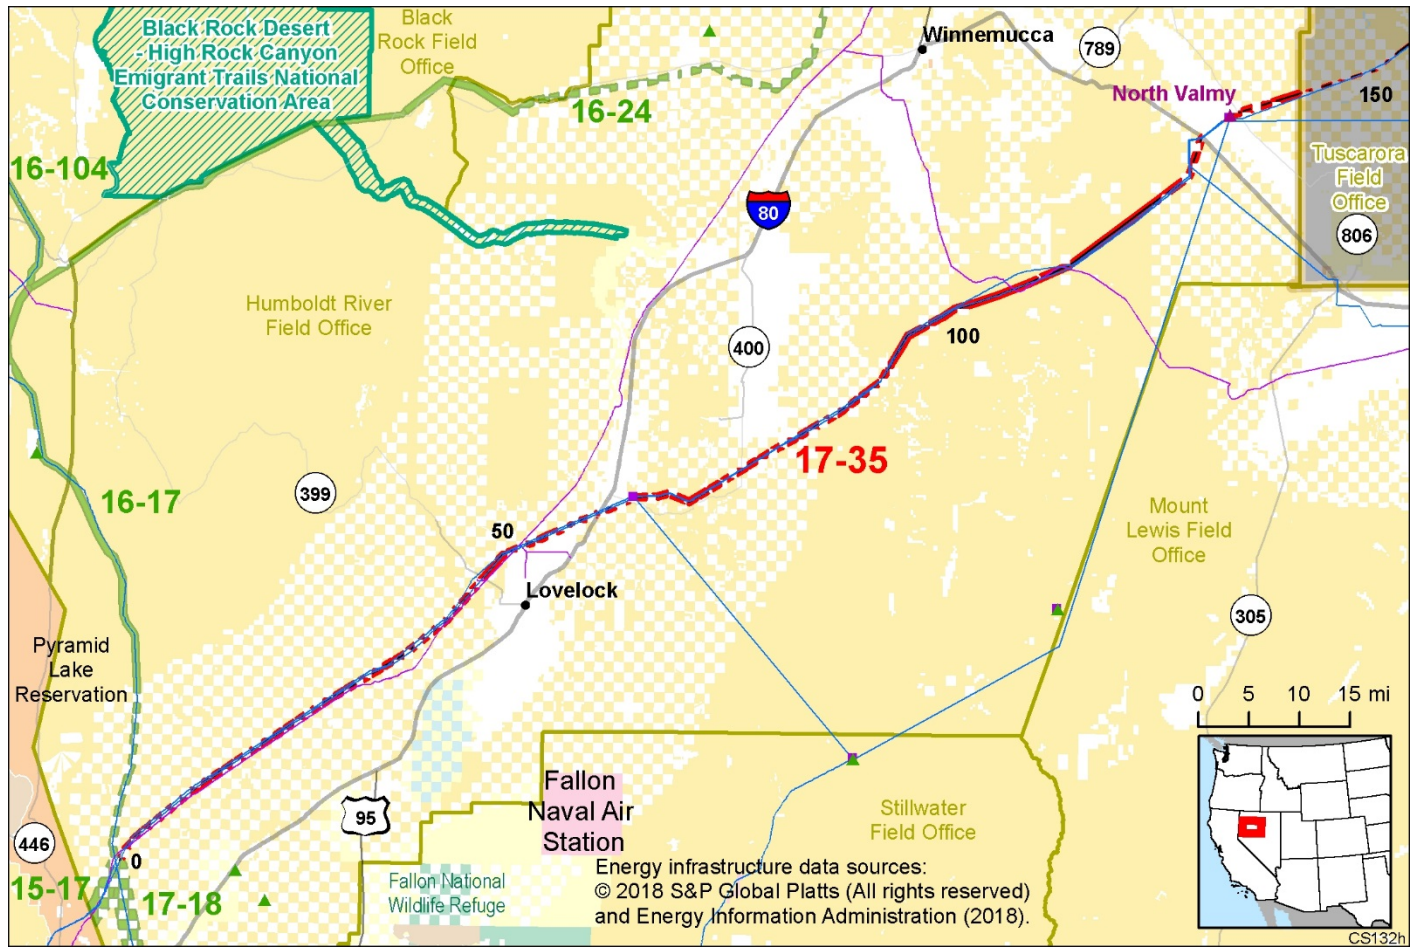 Black Rock Desert
- High Rock Canyon
Emigrant Trails National
Conservation Area
Black
Rock Field
Office
Winnemucca
789
North Valmy
150
16-24
16-104
Tuscarora
Field
Office
806
80
Humboldt River
Field Office
400
100
17-35
399
16-17
50
Mount
Lewis Field
Office
Lovelock
305
Pyramid
Lake
Reservation
0 5 10 15 mi
Fallon
Naval Air
Station
95
Stillwater
Field Office
446
0
15-17
17-18
Fallon National
Wildlife Refuge
Energy infrastructure data sources:
© 2018 S&P Global Platts (All rights reserved)
and Energy Information Administration (2018).
CS132h